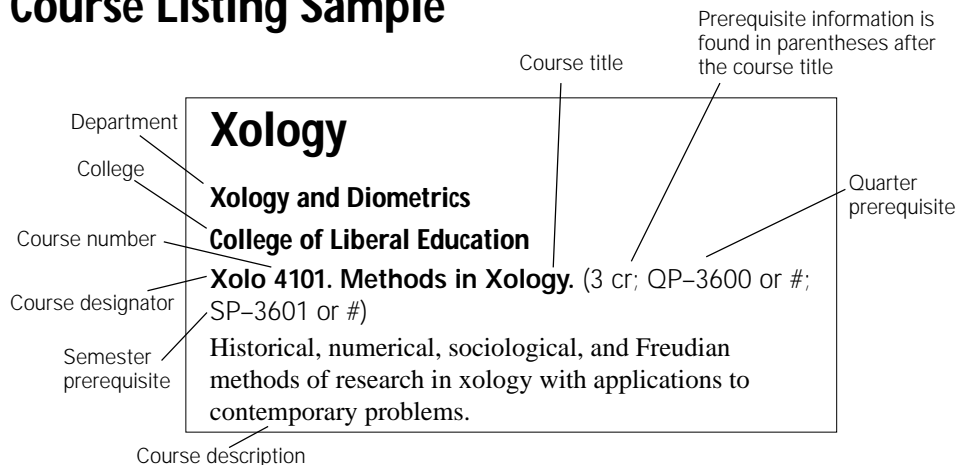 Course Listing Sample
Prerequisite information is
found in parentheses after
the course title
Course title
Department
College
Course number
Course designator
Semester
prerequisite
Quarter
prerequisite
Xology
Xology and Diometrics
College of Liberal Education
Xolo 4101. Methods in Xology. (3 cr; QP–3600 or #;
SP–3601 or #)
Historical, numerical, sociological, and Freudian
methods of research in xology with applications to
contemporary problems.
Course description